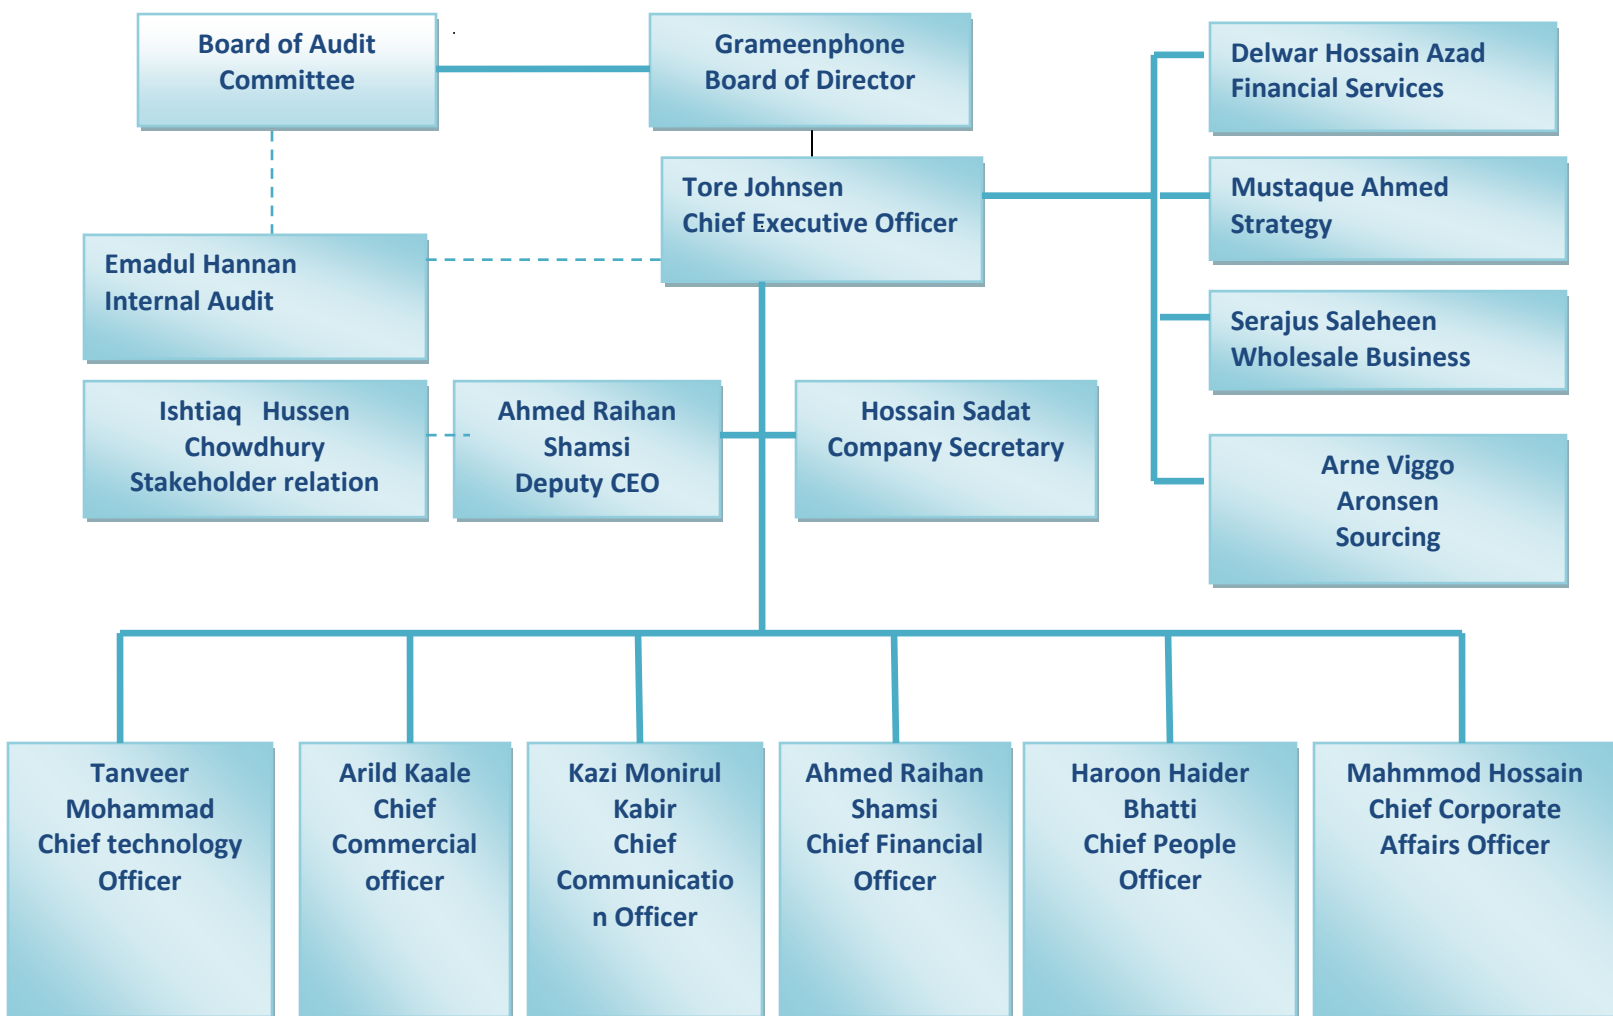 Board of Audit
Committee
Grameenphone
Board of Director
Delwar Hossain Azad
Financial Services
Tore Johnsen
Chief Executive Officer
Mustaque Ahmed
Strategy
Emadul Hannan
Internal Audit
Serajus Saleheen
Wholesale Business
Ishtiaq Hussen
Chowdhury
Stakeholder relation
Ahmed Raihan
Shamsi
Deputy CEO
Hossain Sadat
Company Secretary
Arne Viggo
Aronsen
Sourcing
Tanveer
Mohammad
Chief technology
Officer
Arild Kaale
Chief
Commercial
officer
Kazi Monirul
Kabir
Chief
Communicatio
n Officer
Ahmed Raihan
Shamsi
Chief Financial
Officer
Haroon Haider
Bhatti
Chief People
Officer
Mahmmod Hossain
Chief Corporate
Affairs Officer